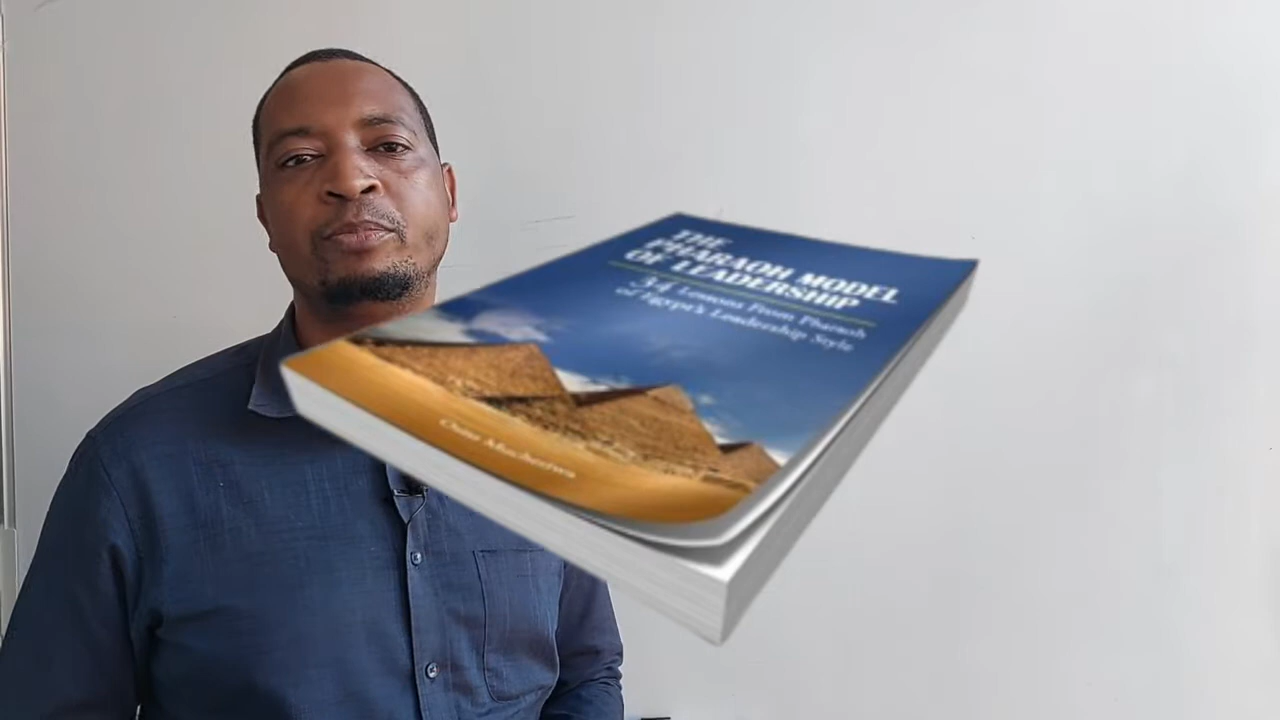 THE
PHARAOH MODEL
OF LEADERSHIP
34 Lessons From Pharaoh
of Egypt's Leadership Style